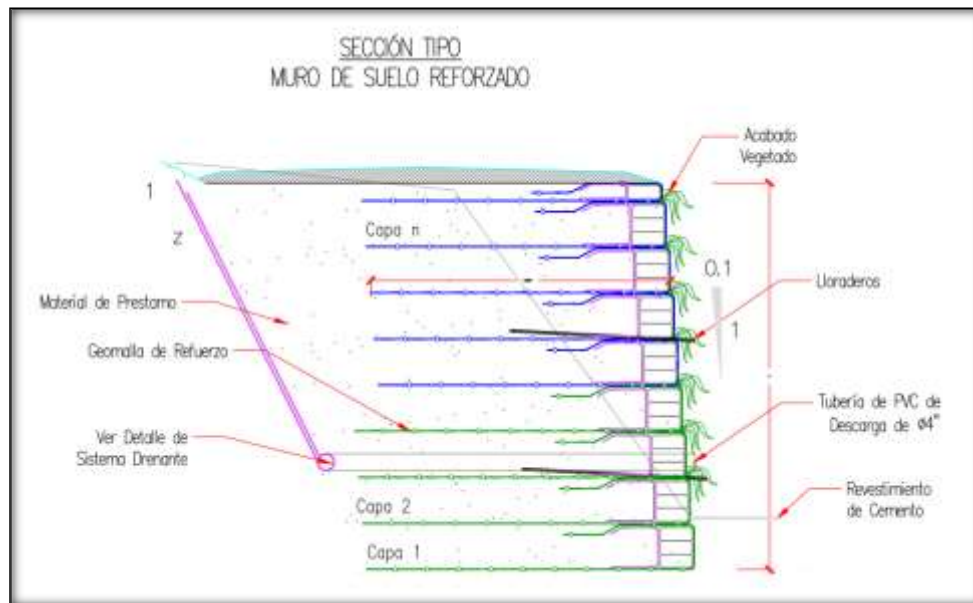 SECCIÓN TIPO
MURO DE SUELO REFORZADO
Acabado
Vegetado
1
2
Capa n
0.1
1
Lloraderos
Material de Prestamo
Geomalla de Refuerzo
Tubería de PVC de
Descarga de ø4"
Ver Detalle de
Sistema Drenante
Revestimiento
de Cemento
Capa 2
Capa 1